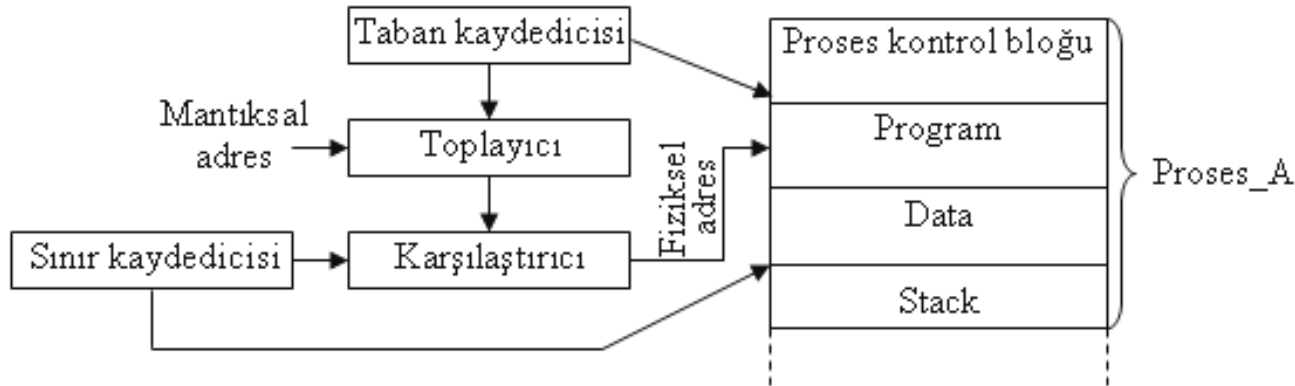 Taban kaydedicisi
Proses kontrol bloğu
Mantıksal
adres
Toplayıcı
Program
Fiziksel
adres
Proses_A
Data
Sınır kaydedicisi
Karşılaştırıcı
Stack